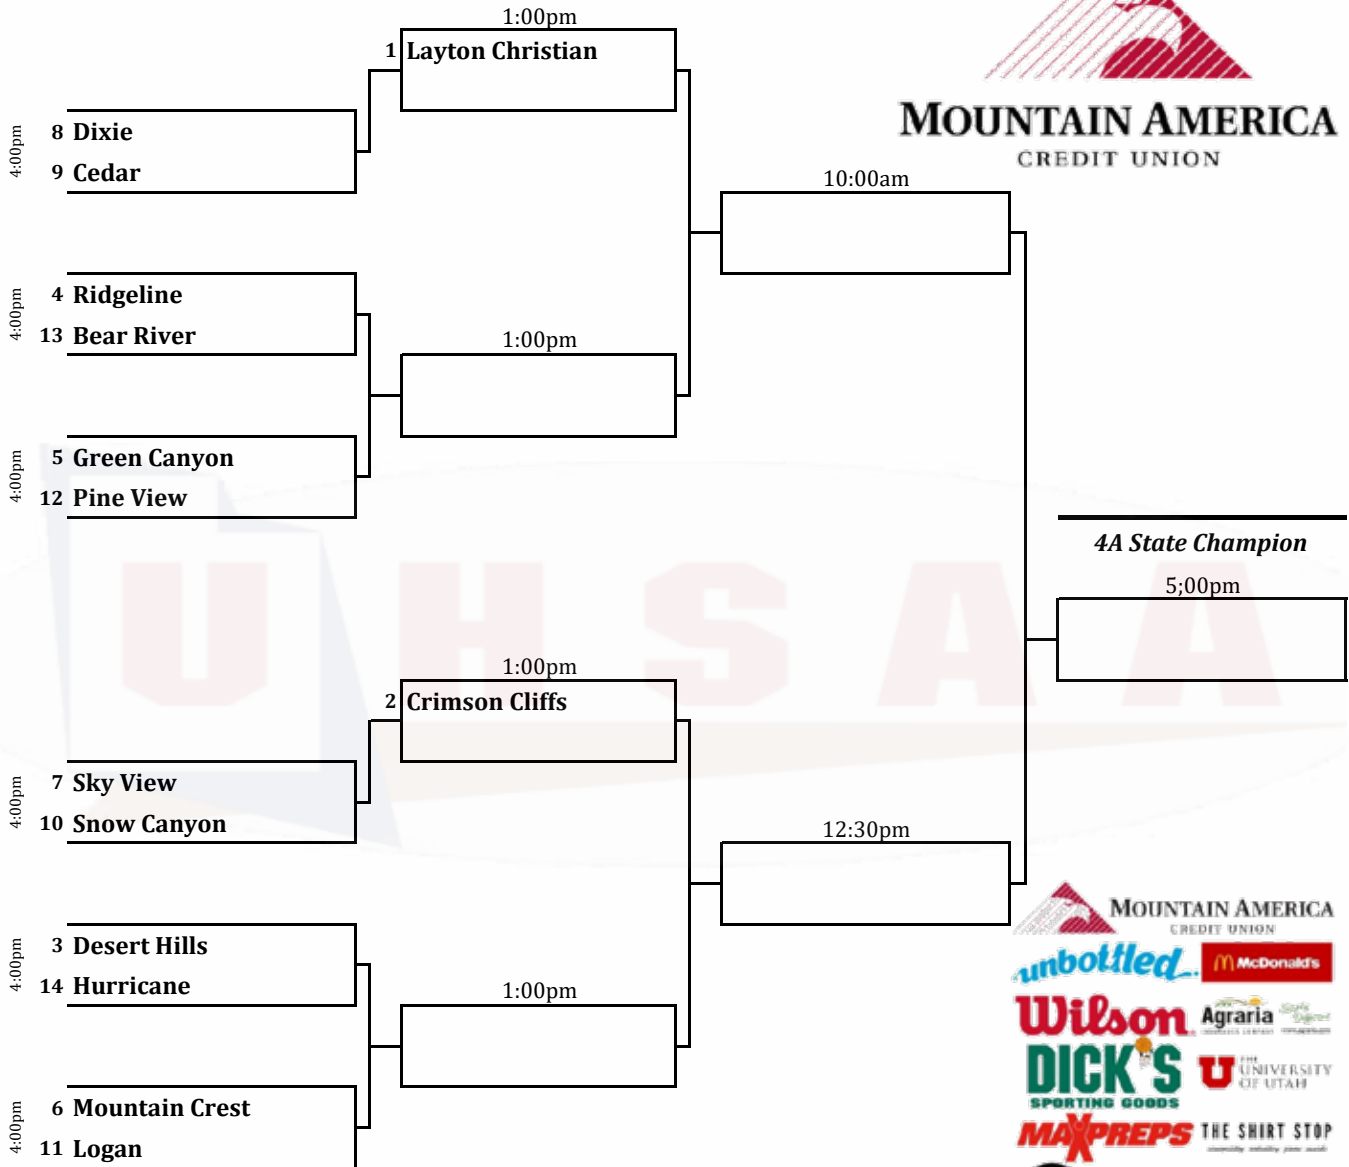 1:00pm
1 Layton Christian
MOUNTAIN AMERICA
CREDIT UNION
4:00pm
8 Dixie
9 Cedar
10:00am
4:00pm
4 Ridgeline
13 Bear River
1:00pm
4:00pm
5 Green Canyon
12 Pine View
4A State Champion
5;00pm
UHSAA
1:00pm
2 Crimson Cliffs
4:00pm
7 Sky View
10 Snow Canyon
12:30pm
4:00pm
3 Desert Hills
14 Hurricane
1:00pm
4:00pm
6 Mountain Crest
11 Logan
MOUNTAIN AMERICA
CREDIT UNION
unbottled
McDonald's
Wilson
Agraria
DICK'S
SPORTING GOODS
THE
UNIVERSITY
OF UTAH
MAXPREPS
THE SHIRT STOP